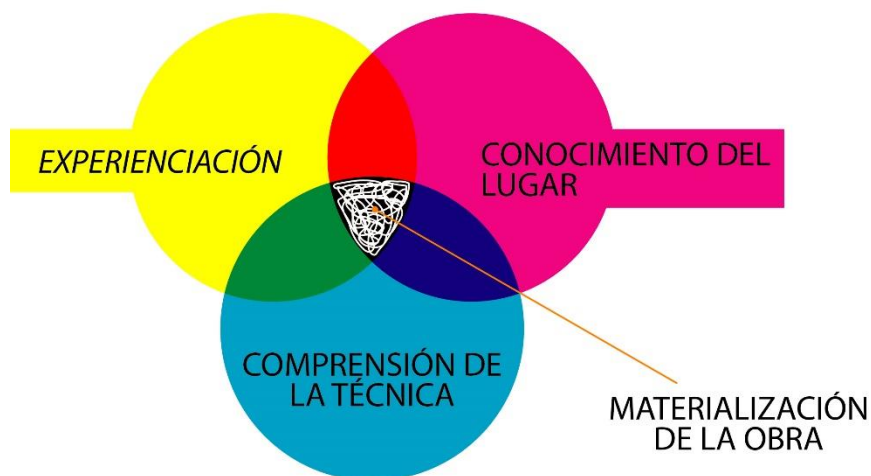 EXPERIENCIACIÓN
CONOCIMIENTO DEL
LUGAR
COMPRENSIÓN DE
LA TÉCNICA
MATERIALIZACIÓN
DE LA OBRA